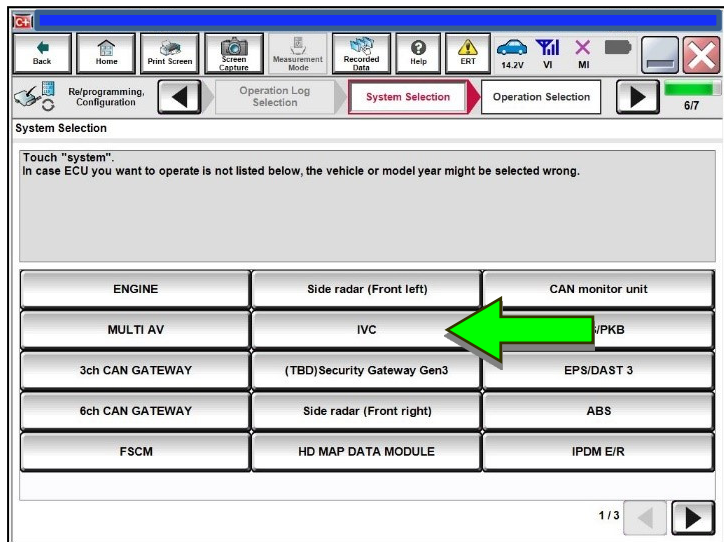 C+
Back
Home
Print Screen
Screen
Capture
Measurement
Mode
Recorded
Data
Help
ERT
14.2V
VI
MI
Re/programming,
Configuration
Operation Log
Selection
System Selection
Operation Selection
6/7
System Selection
Touch "system".
In case ECU you want to operate is not listed below, the vehicle or model year might be selected wrong.
ENGINE
Side radar (Front left)
CAN monitor unit
MULTI AV
IVC
/PKB
3ch CAN GATEWAY
(TBD)Security Gateway Gen3
EPS/DAST 3
6ch CAN GATEWAY
Side radar (Front right)
ABS
FSCM
HD MAP DATA MODULE
IPDM E/R
1/3